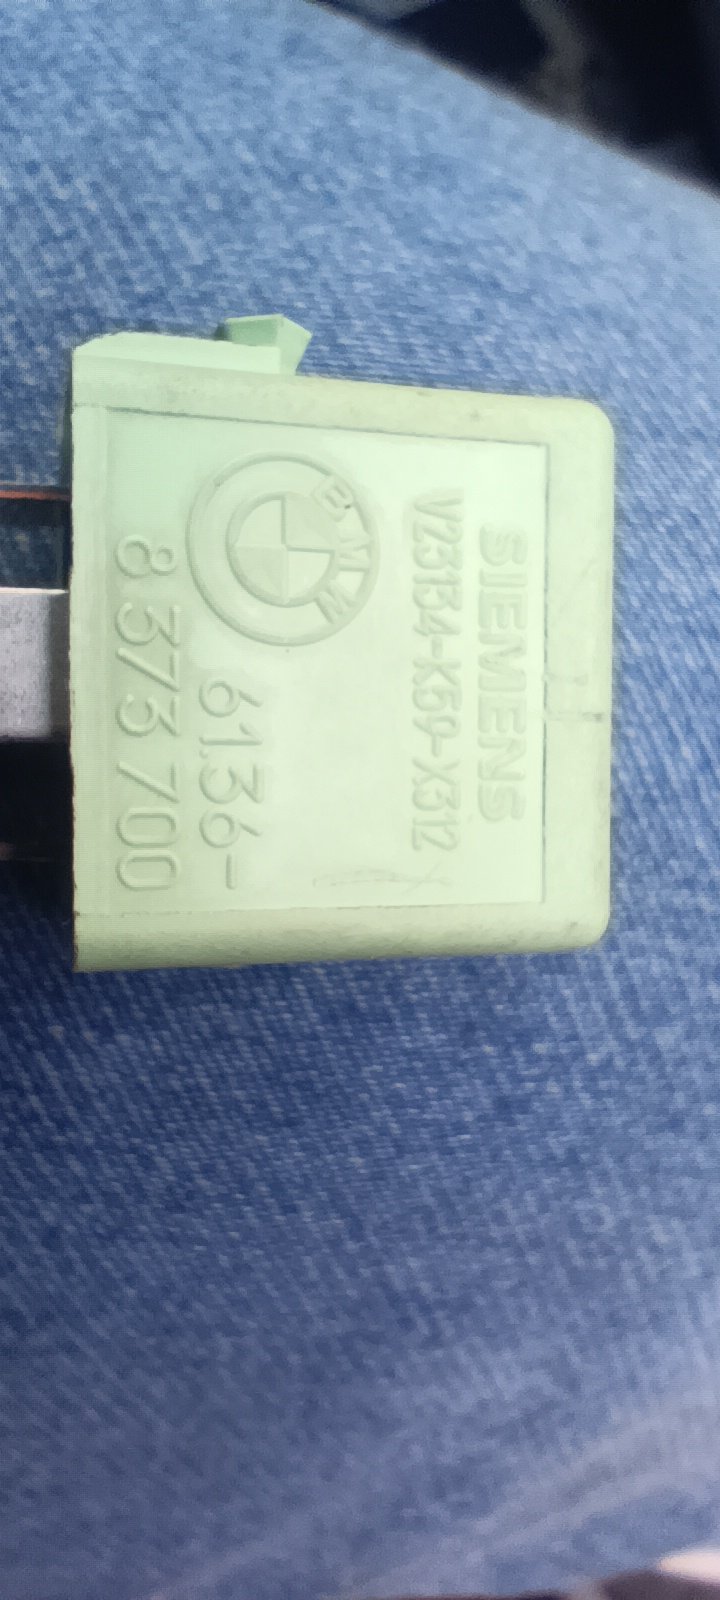 SIEMENS
V23134-K59-X312
BMW
61.36-
8 373 700